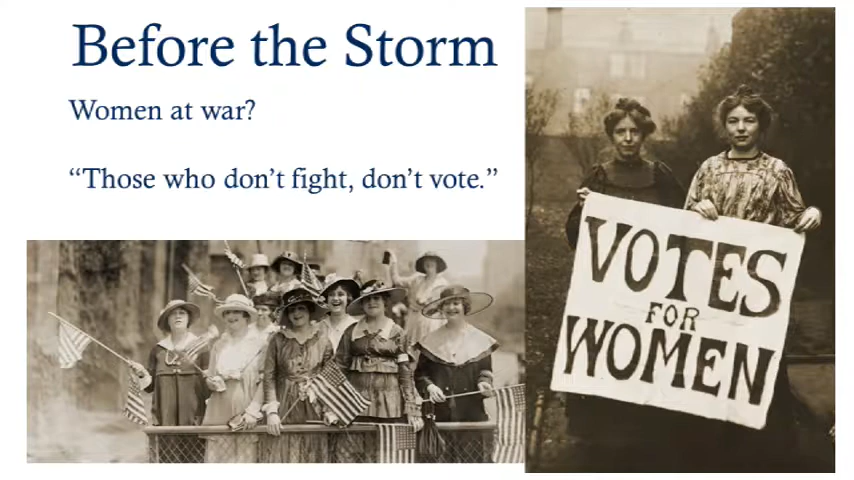 Before the Storm
Women at war?
“Those who don’t fight, don’t vote.”
VOTES
FOR
WOMEN